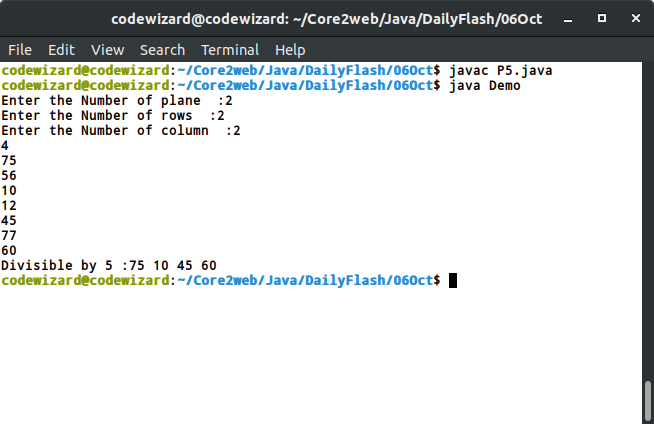 codewizard@codewizard: ~/Core2web/Java/DailyFlash/06Oct
File Edit View Search Terminal Help
codewizard@codewizard:~/Core2web/Java/DailyFlash/06Oct$ javac P5.java
codewizard@codewizard:~/Core2web/Java/DailyFlash/06Oct$ java Demo
Enter the Number of plane  :2
Enter the Number of rows  :2
Enter the Number of column  :2
4
75
56
10
12
45
77
60
Divisible by 5 :75 10 45 60
codewizard@codewizard:~/Core2web/Java/DailyFlash/06Oct$